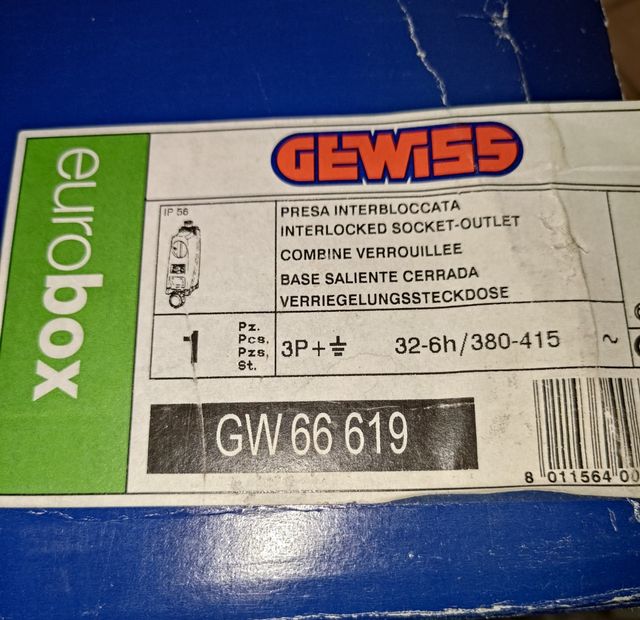 eurobox
GEWISS
IP 56
PRESA INTERBLOCCATA
INTERLOCKED SOCKET-OUTLET
COMBINE VERROUILLEE
BASE SALIENTE CERRADA
VERRIEGELUNGSSTECKDOSE
1
Pz.
Pcs.
Pzs.
St.
3P+⏚ 32-6h/380-415 ~
GW 66 619
8 011564 00